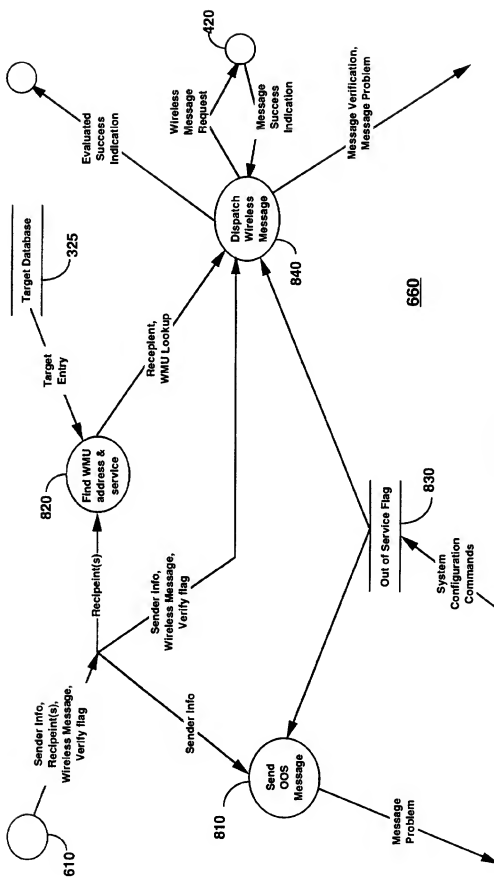 Evaluated
Success
Indication
420
Wireless
Message
Request
Message
Success
Indication
Target Database
325
Target
Entry
Dispatch
Wireless
Message
840
Message Verification,
Message Problem
Recepient,
WMU Lookup
660
820
Find WMU
address &
service
Recipeint(s)
Sender Info,
Wireless Message,
Verify flag
Out of Service Flag
830
System
Configuration
Commands
Sender Info,
Recipeint(s),
Wireless Message,
Verify flag
Sender Info
610
810
Send
OOS
Message
Message
Problem